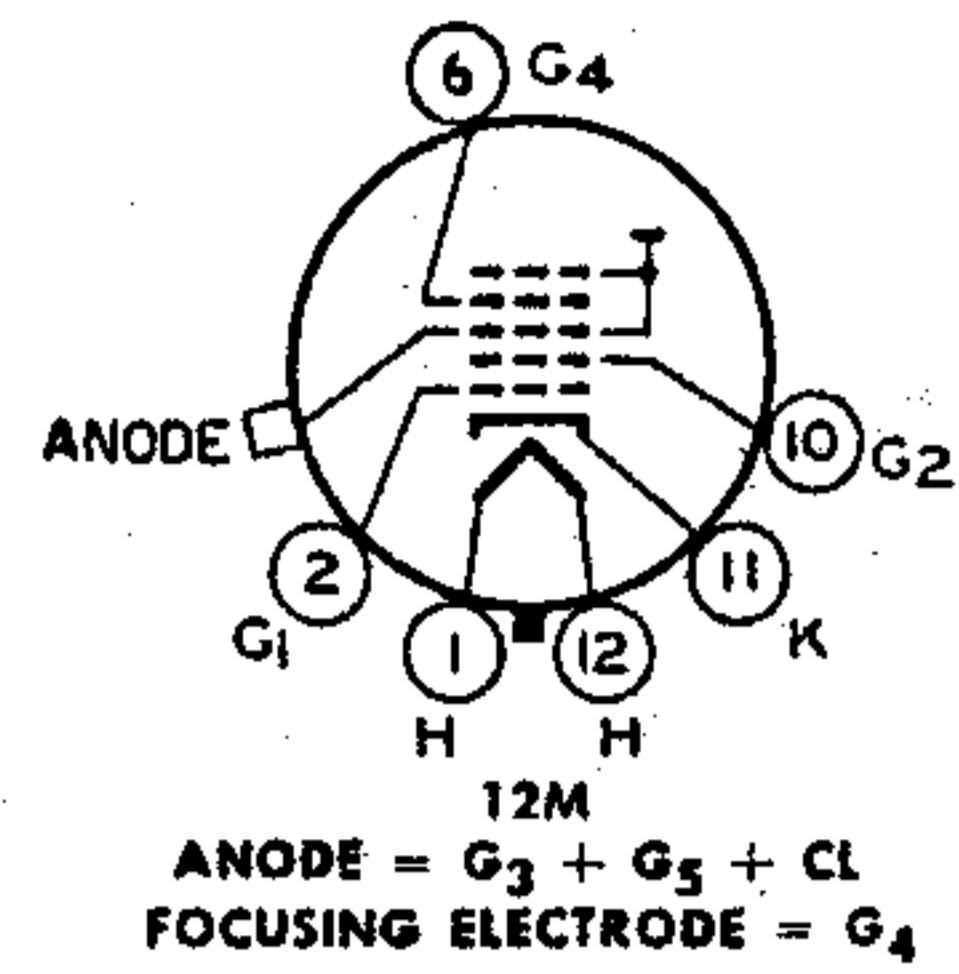 6 G4
ANODE
10 G2
2
11
G1
K
1
12
H H
12M
ANODE = G3 + G5 + CL
FOCUSING ELECTRODE = G4